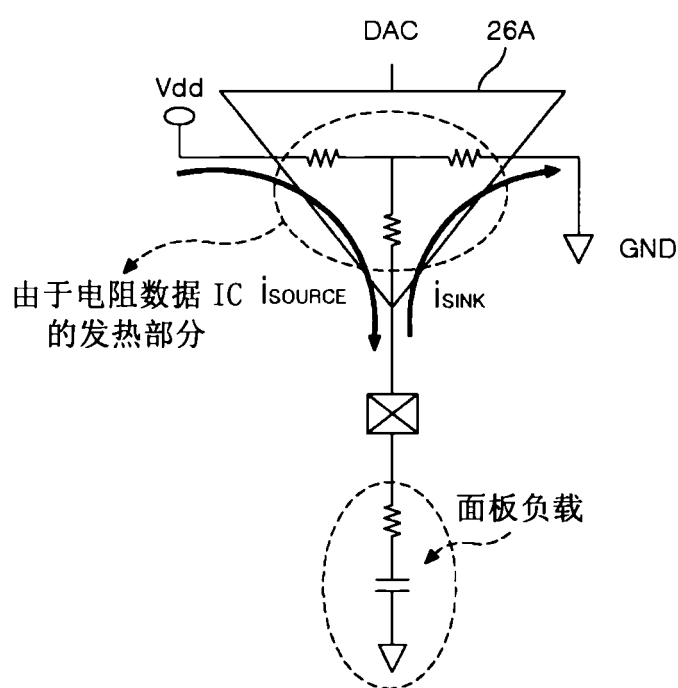 DAC
26A
Vdd
GND
由于电阻数据 IC
的发热部分
iSOURCE
iSINK
面板负载